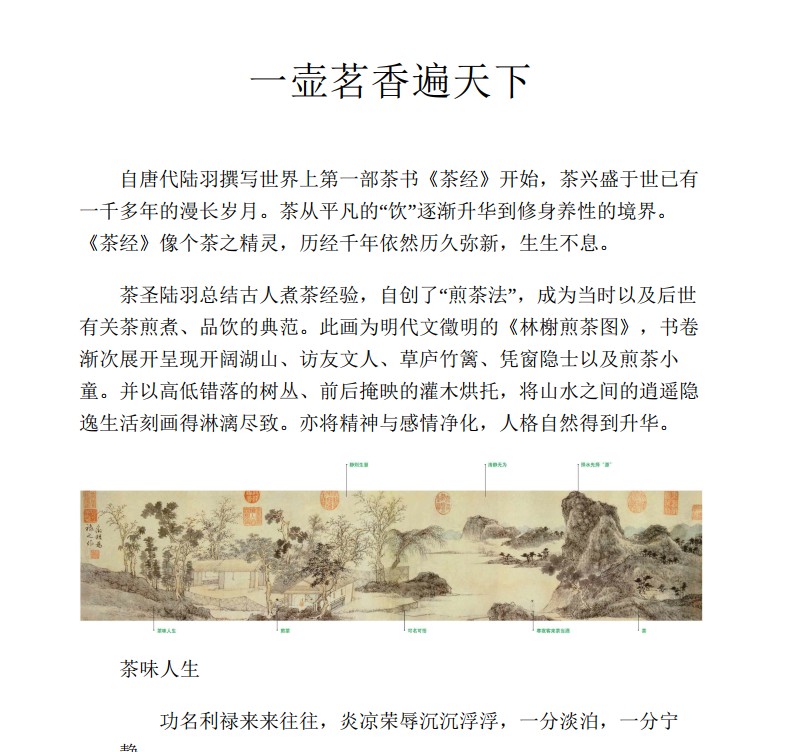 一壶茗香遍天下
自唐代陆羽撰写世界上第一部茶书《茶经》开始，茶兴盛于世已有
一千多年的漫长岁月。茶从平凡的“饮”逐渐升华到修身养性的境界。
《茶经》像个茶之精灵，历经千年依然历久弥新，生生不息。
茶圣陆羽总结古人煮茶经验，自创了“煎茶法”，成为当时以及后世
有关茶煎煮、品饮的典范。此画为明代文徵明的《林榭煎茶图》，书卷
渐次展开呈现开阔湖山、访友文人、草庐竹篱、凭窗隐士以及煎茶小
童。并以高低错落的树丛、前后掩映的灌木烘托，将山水之间的逍遥隐
逸生活刻画得淋漓尽致。亦将精神与感情净化，人格自然得到升华。
茶味人生
煎茶
茶味人生
功名利禄来来往往，炎凉荣辱沉沉浮浮，一分淡泊，一分宁
静